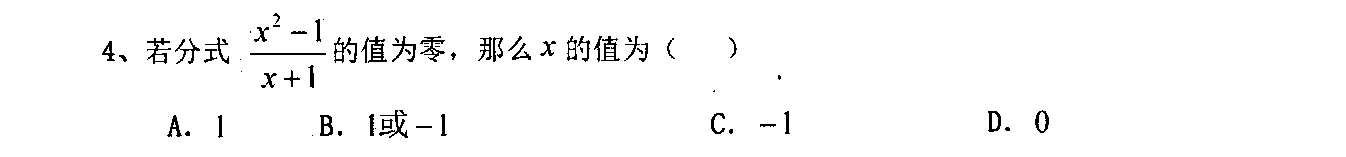 4、若分式 \frac{x^2-1}{x+1} 的值为零，那么 x 的值为（  ）
A. 1  B. 1或-1  C. -1  D. 0